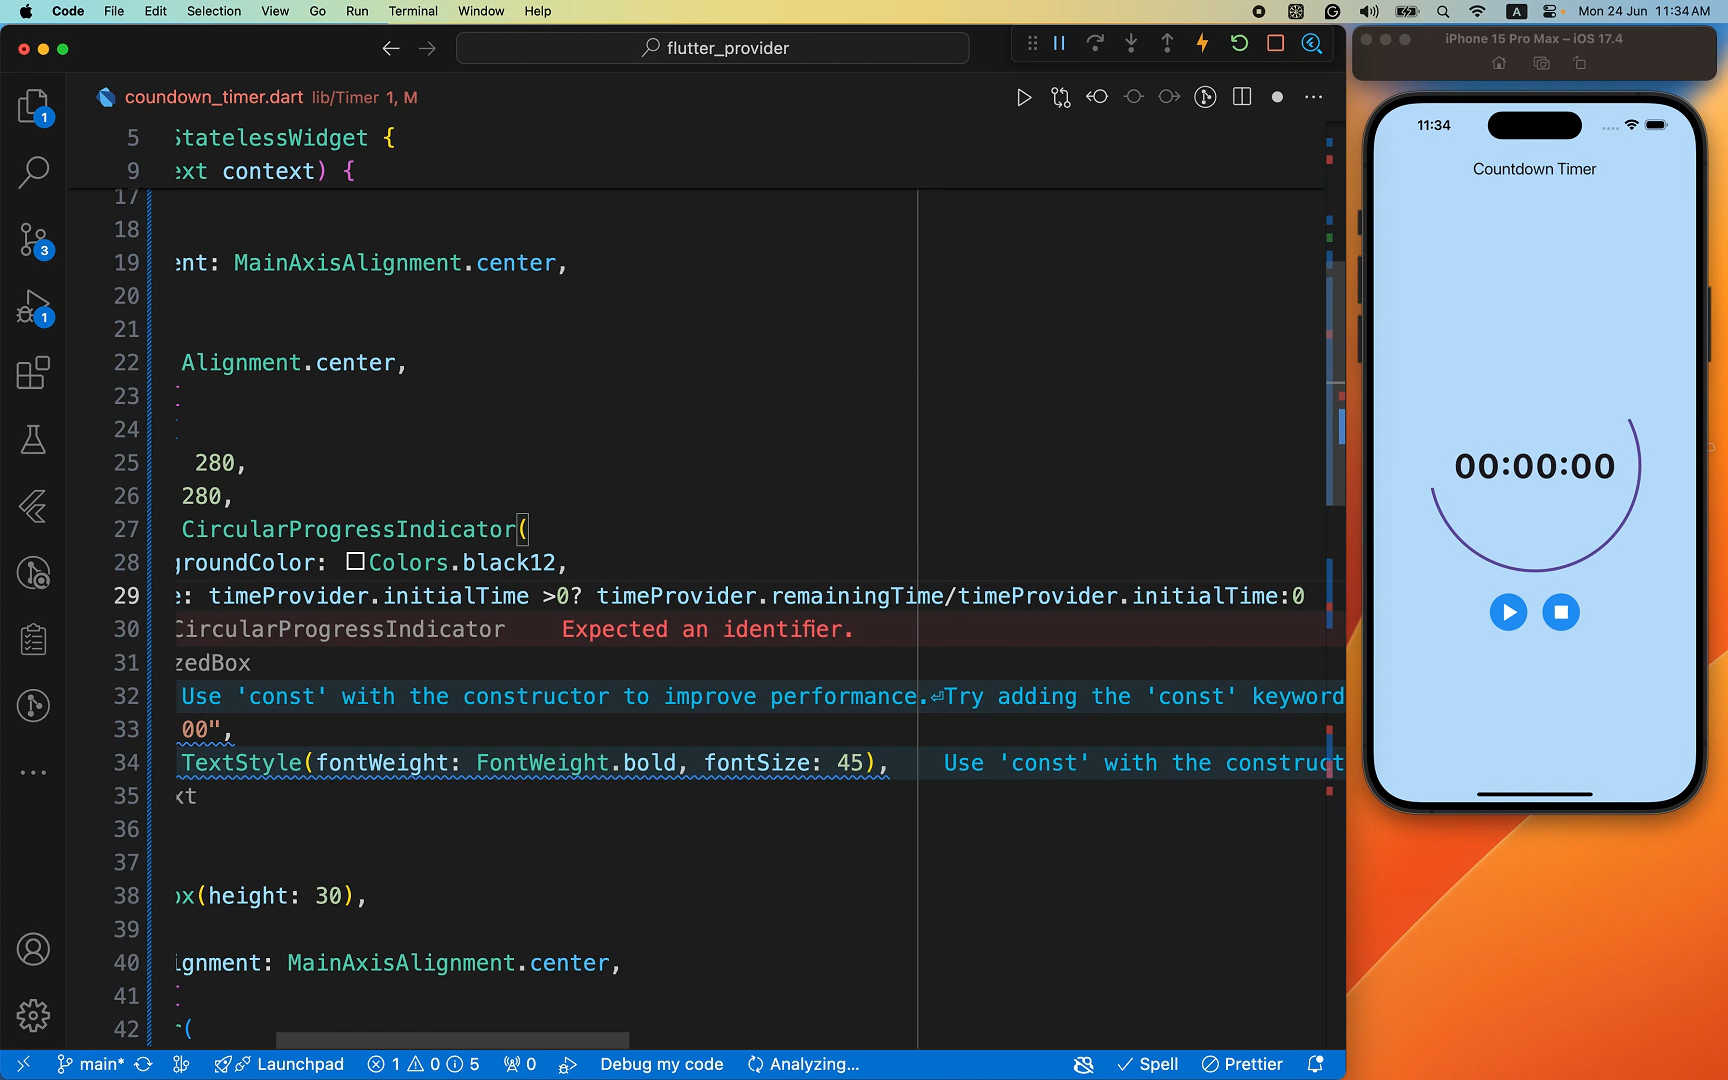 Code File Edit Selection View Go Run Terminal Window Help
A Mon 24 Jun 11:34 AM
flutter_provider
iPhone 15 Pro Max – iOS 17.4
coundown_timer.dart lib/Timer 1, M
5 StatelessWidget {
9 ext context) {
17
18
19 ent: MainAxisAlignment.center,
20
21
22 Alignment.center,
23
24
25 280,
26 280,
27 CircularProgressIndicator(
28 groundColor: Colors.black12,
29 e: timeProvider.initialTime >0? timeProvider.remainingTime/timeProvider.initialTime:0
30 CircularProgressIndicator Expected an identifier.
31 zedBox
32 Use 'const' with the constructor to improve performance.⏎Try adding the 'const' keyword
33 00",
34 TextStyle(fontWeight: FontWeight.bold, fontSize: 45), Use 'const' with the construct
35 xt
36
37
38 ox(height: 30),
39
40 ignment: MainAxisAlignment.center,
41
42 r(
1
3
1
main* Launchpad 1 0 5 0 Debug my code Analyzing... Spell Prettier
11:34
Countdown Timer
00:00:00